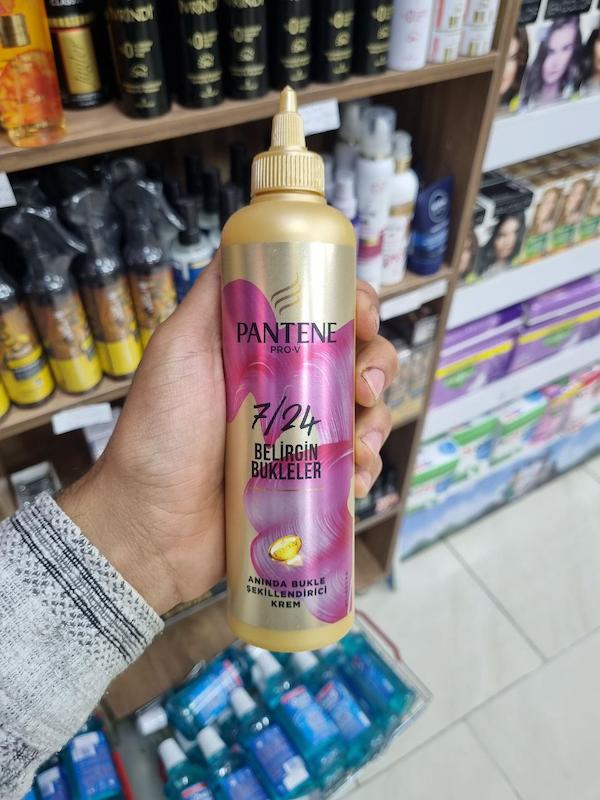 PANTENE
PRO-V
7/24
BELİRGİN
BUKLELER
ANINDA BUKLE
ŞEKİLLENDİRİCİ
KREM